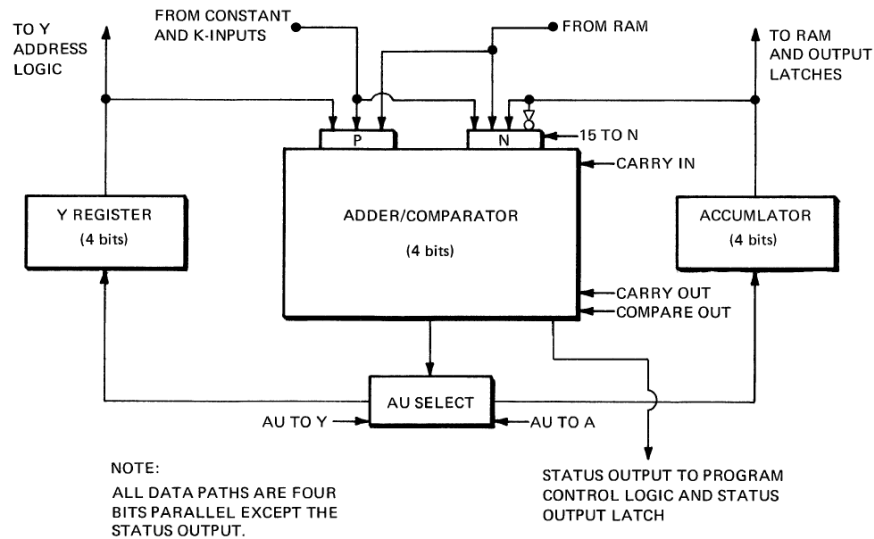 TO Y
ADDRESS
LOGIC
FROM CONSTANT
AND K-INPUTS
FROM RAM
TO RAM
AND OUTPUT
LATCHES
P
N
15 TO N
CARRY IN
Y REGISTER
(4 bits)
ADDER/COMPARATOR
(4 bits)
ACCUMLATOR
(4 bits)
CARRY OUT
COMPARE OUT
AU SELECT
AU TO Y
AU TO A
NOTE:
ALL DATA PATHS ARE FOUR
BITS PARALLEL EXCEPT THE
STATUS OUTPUT.
STATUS OUTPUT TO PROGRAM
CONTROL LOGIC AND STATUS
OUTPUT LATCH